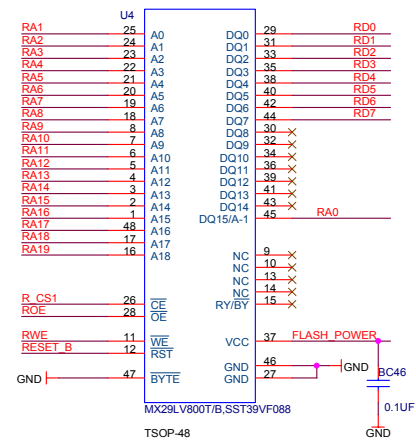 U4
RA1 25 A0 DQ0 29 RD0
RA2 24 A1 DQ1 31 RD1
RA3 23 A2 DQ2 33 RD2
RA4 22 A3 DQ3 35 RD3
RA5 21 A4 DQ4 38 RD4
RA6 20 A5 DQ5 40 RD5
RA7 19 A6 DQ6 42 RD6
RA8 18 A7 DQ7 44 RD7
RA9 8 A8 DQ8 30
RA10 7 A9 DQ9 32
RA11 6 A10 DQ10 34
RA12 5 A11 DQ11 36
RA13 4 A12 DQ12 39
RA14 3 A13 DQ13 41
RA15 2 A14 DQ14 43
RA16 1 A15 DQ15/A-1 45 RA0
RA17 48 A16
RA18 17 A17
RA19 16 A18 NC 9
NC 10
NC 13
NC 14
R_CS1 26 CE RY/BY 15
ROE 28 OE
RWE 11 WE VCC 37 FLASH_POWER
RESET_B 12 RST
GND 46 GND
GND 47 BYTE GND 27 BC46
MX29LV800T/B,SST39VF088 0.1UF
TSOP-48 GND